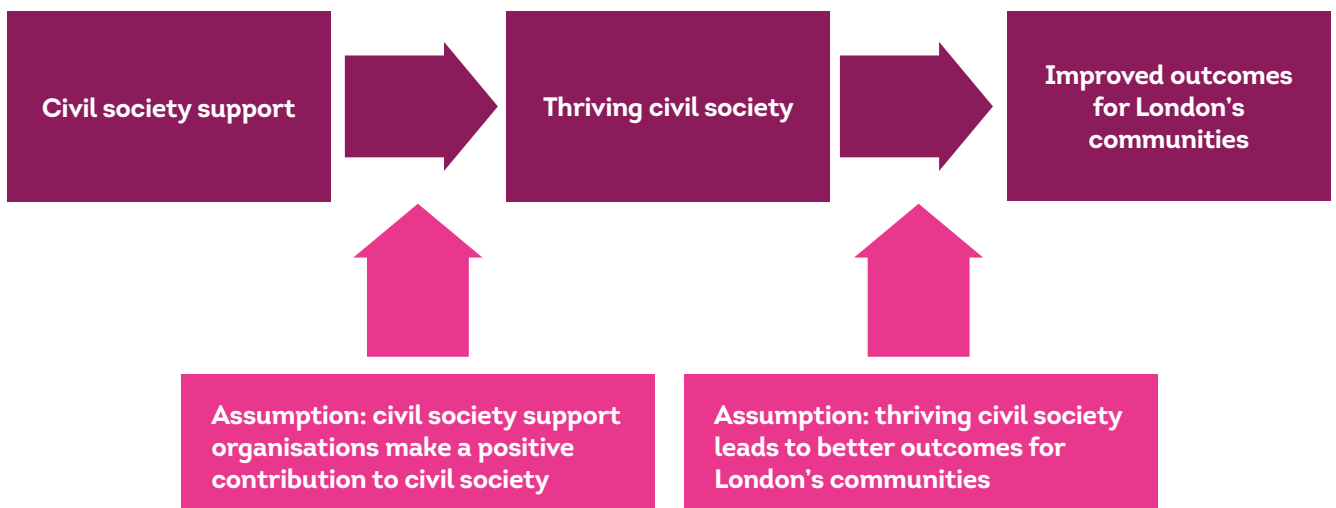 Civil society support
Thriving civil society
Improved outcomes
for London’s
communities
Assumption: civil society support
organisations make a positive
contribution to civil society
Assumption: thriving civil society
leads to better outcomes for
London’s communities